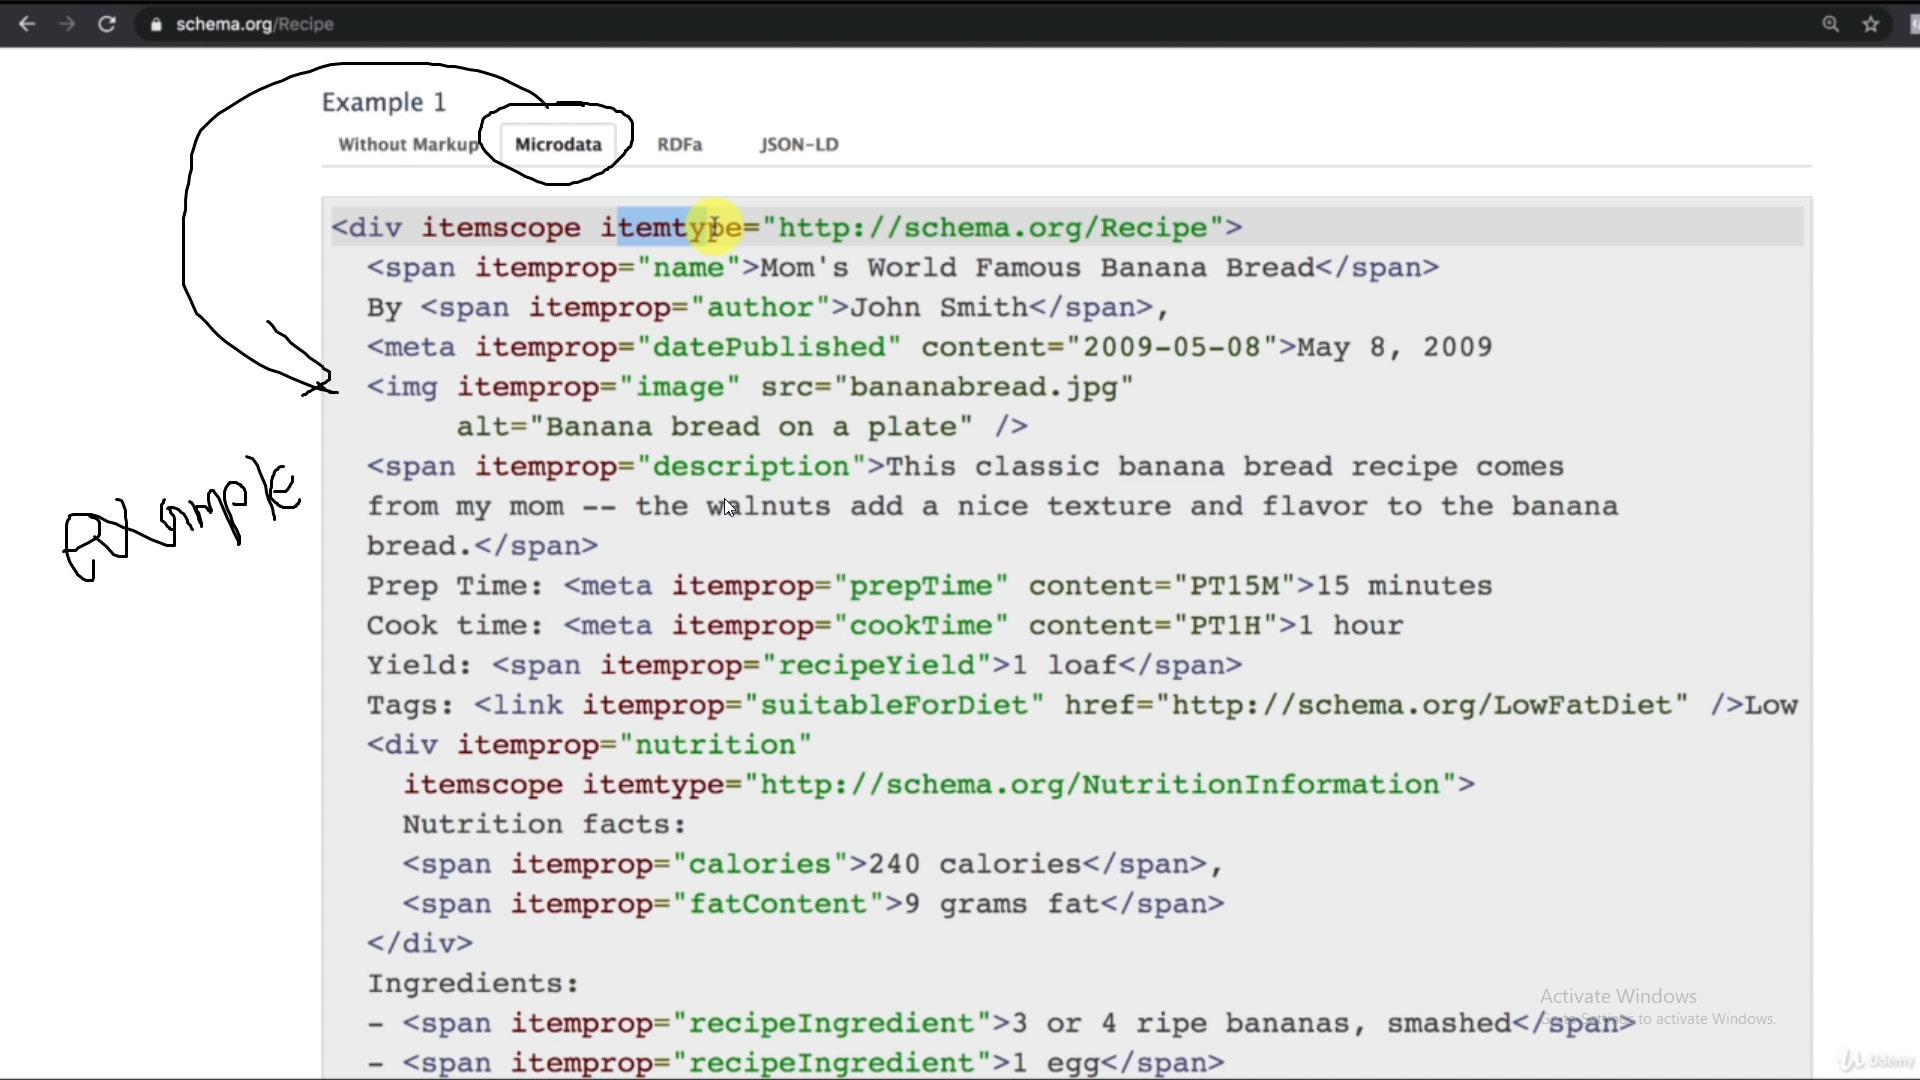 schema.org/Recipe
Example 1
Without Markup Microdata RDFa JSON-LD
<div itemscope itemtype="http://schema.org/Recipe">
<span itemprop="name">Mom's World Famous Banana Bread</span>
By <span itemprop="author">John Smith</span>,
<meta itemprop="datePublished" content="2009-05-08">May 8, 2009
<img itemprop="image" src="bananabread.jpg"
alt="Banana bread on a plate" />
<span itemprop="description">This classic banana bread recipe comes
example
from my mom -- the walnuts add a nice texture and flavor to the banana
bread.</span>
Prep Time: <meta itemprop="prepTime" content="PT15M">15 minutes
Cook time: <meta itemprop="cookTime" content="PT1H">1 hour
Yield: <span itemprop="recipeYield">1 loaf</span>
Tags: <link itemprop="suitableForDiet" href="http://schema.org/LowFatDiet" />Low
<div itemprop="nutrition"
itemscope itemtype="http://schema.org/NutritionInformation">
Nutrition facts:
<span itemprop="calories">240 calories</span>,
<span itemprop="fatContent">9 grams fat</span>
</div>
Ingredients:
Activate Windows
Go to Settings to activate Windows.
- <span itemprop="recipeIngredient">3 or 4 ripe bananas, smashed</span>
- <span itemprop="recipeIngredient">1 egg</span>
Udemy